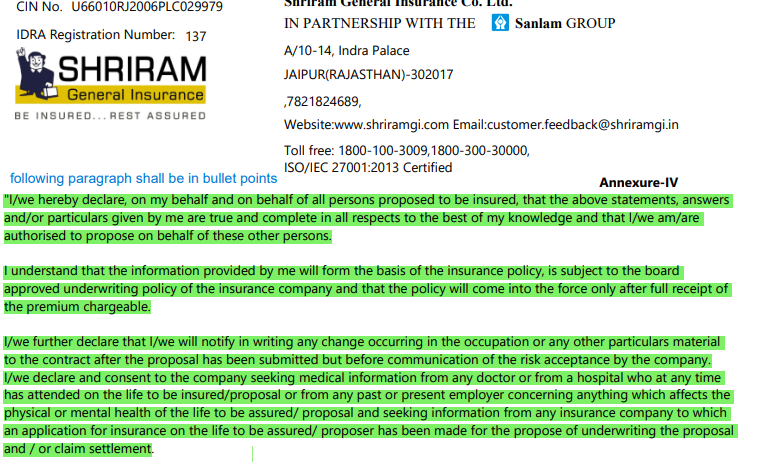 CIN No. U66010RJ2006PLC029979
IDRA Registration Number: 137
SHRIRAM
General Insurance
BE INSURED...REST ASSURED
Shriram General Insurance Co. Ltd.
IN PARTNERSHIP WITH THE Sanlam GROUP
A/10-14, Indra Palace
JAIPUR(RAJASTHAN)-302017
,7821824689,
Website:www.shriramgi.com Email:customer.feedback@shriramgi.in
Toll free: 1800-100-3009,1800-300-30000,
ISO/IEC 27001:2013 Certified
following paragraph shall be in bullet points
Annexure-IV
"I/we hereby declare, on my behalf and on behalf of all persons proposed to be insured, that the above statements, answers
and/or particulars given by me are true and complete in all respects to the best of my knowledge and that I/we am/are
authorised to propose on behalf of these other persons.
I understand that the information provided by me will form the basis of the insurance policy, is subject to the board
approved underwriting policy of the insurance company and that the policy will come into the force only after full receipt of
the premium chargeable.
I/we further declare that I/we will notify in writing any change occurring in the occupation or any other particulars material
to the contract after the proposal has been submitted but before communication of the risk acceptance by the company.
I/we declare and consent to the company seeking medical information from any doctor or from a hospital who at any time
has attended on the life to be insured/proposal or from any past or present employer concerning anything which affects the
physical or mental health of the life to be assured/ proposal and seeking information from any insurance company to which
an application for insurance on the life to be assured/ proposer has been made for the propose of underwriting the proposal
and / or claim settlement.